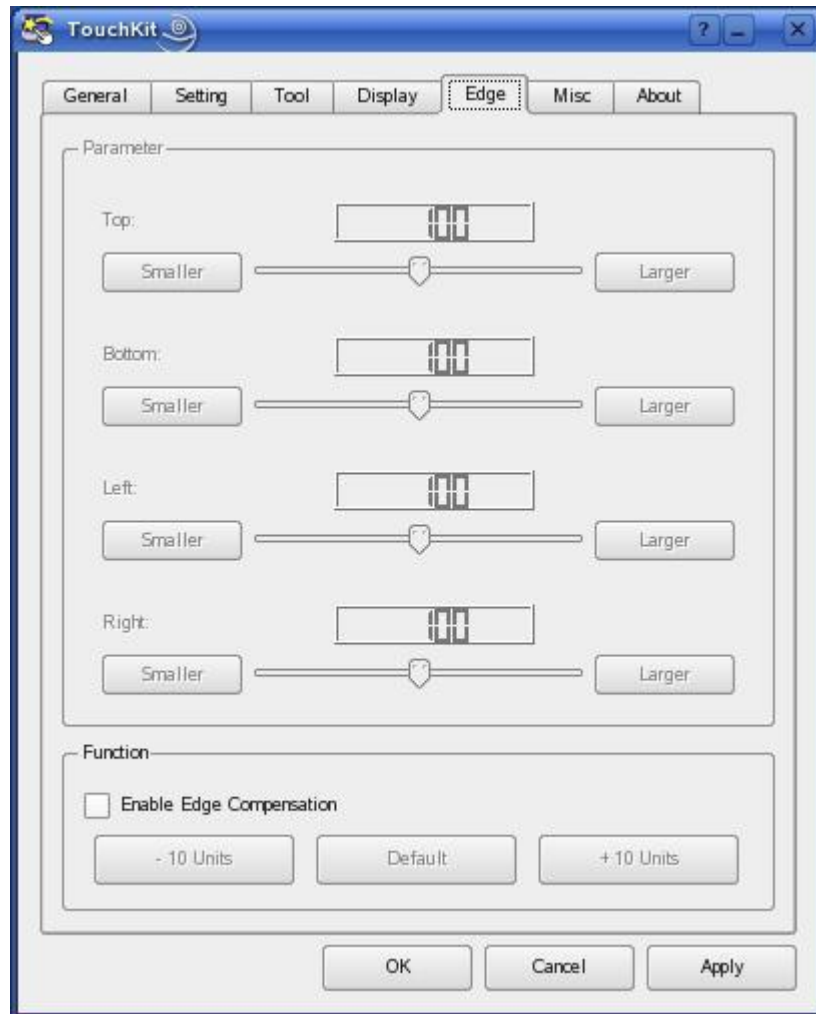 TouchKit
General Setting Tool Display Edge Misc About
Parameter
Top: 100
Smaller Larger
Bottom: 100
Smaller Larger
Left: 100
Smaller Larger
Right: 100
Smaller Larger
Function
Enable Edge Compensation
- 10 Units Default + 10 Units
OK Cancel Apply